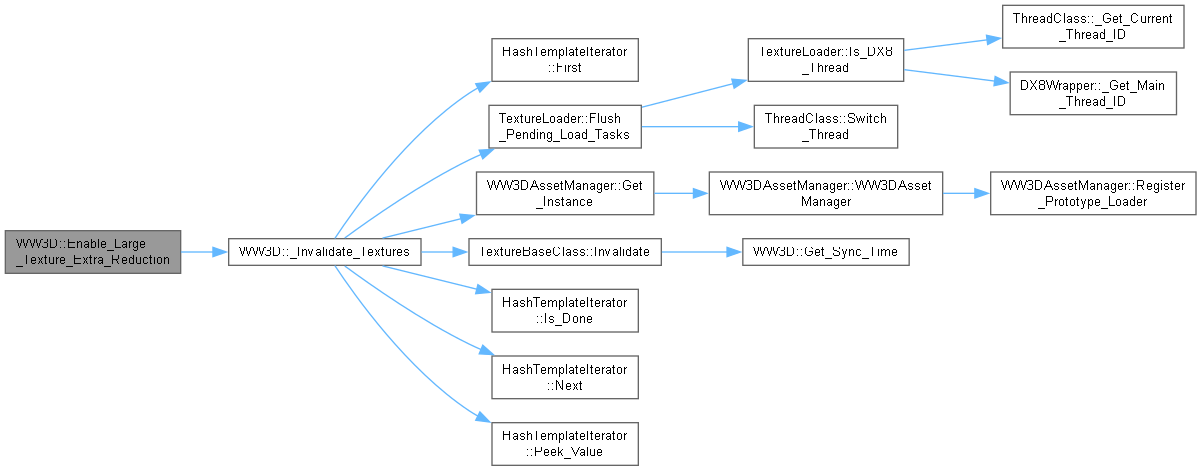 WW3D::Enable_Large
_Texture_Extra_Reduction
WW3D::_Invalidate_Textures
HashTemplateIterator
::First
TextureLoader::Flush
_Pending_Load_Tasks
WW3DAssetManager::Get
_Instance
TextureBaseClass::Invalidate
HashTemplateIterator
::Is_Done
HashTemplateIterator
::Next
HashTemplateIterator
::Peek_Value
TextureLoader::Is_DX8
_Thread
ThreadClass::Switch
_Thread
WW3DAssetManager::WW3DAsset
Manager
WW3D::Get_Sync_Time
ThreadClass::_Get_Current
_Thread_ID
DX8Wrapper::_Get_Main
_Thread_ID
WW3DAssetManager::Register
_Prototype_Loader